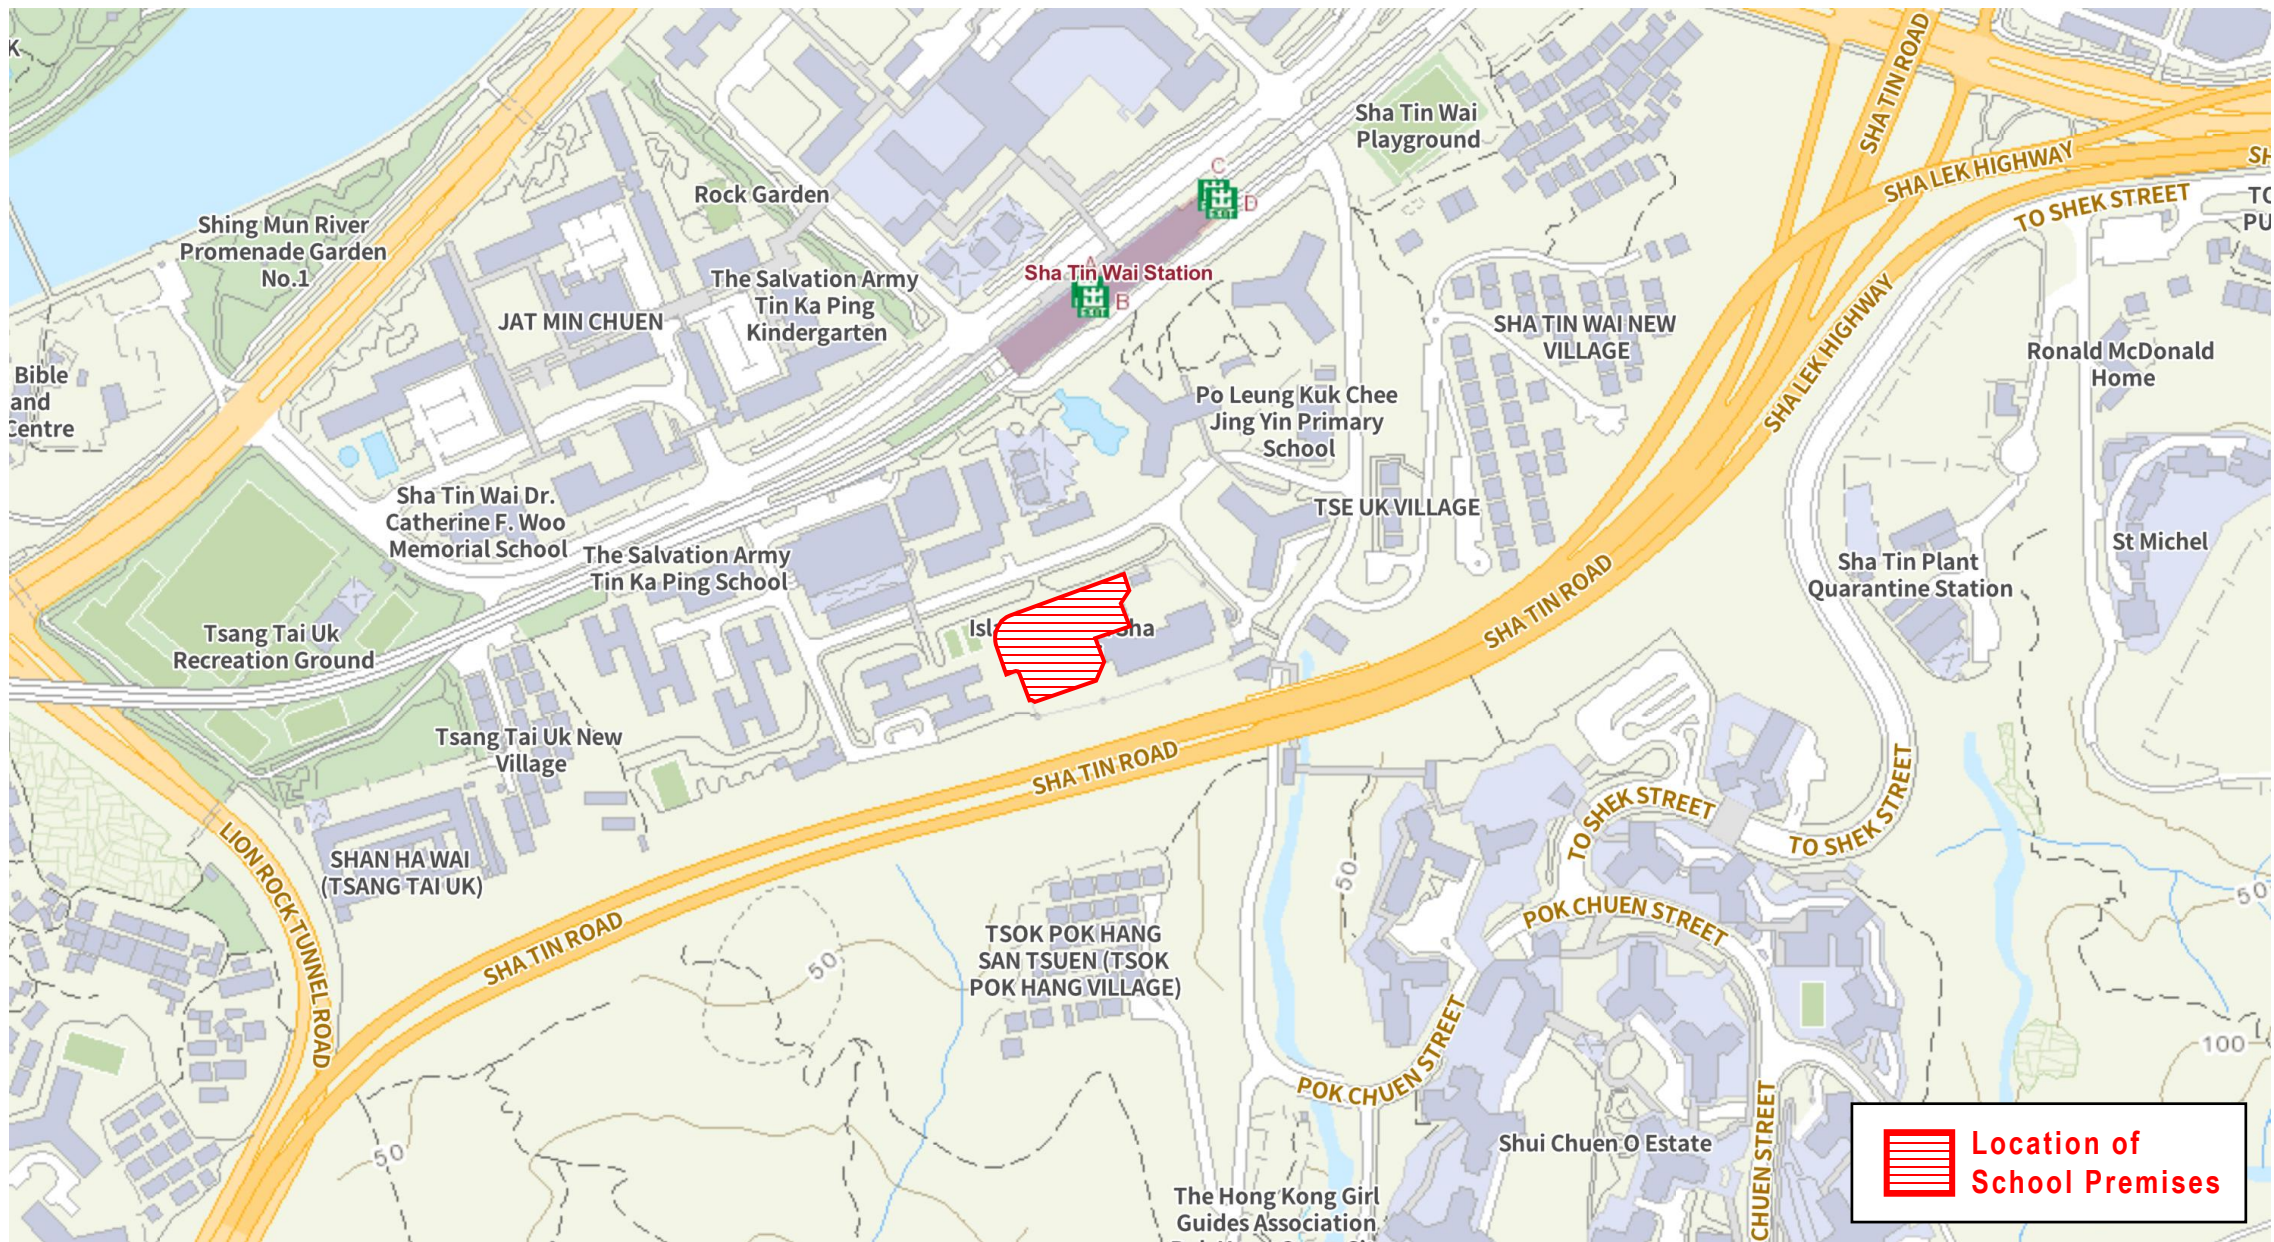 K
SHA TIN ROAD
Sha Tin Wai
Playground
SHA LEK HIGHWAY
SH
C
D
Rock Garden
TO SHEK STREET
Shing Mun River
Promenade Garden
No.1
A
Sha Tin Wai Station
B
EXIT
EXIT
The Salvation Army
Tin Ka Ping
Kindergarten
JAT MIN CHUEN
SHA TIN WAI NEW
VILLAGE
SHA LEK HIGHWAY
Ronald McDonald
Home
Bible
and
Centre
Po Leung Kuk Chee
Jing Yin Primary
School
Sha Tin Wai Dr.
Catherine F. Woo
Memorial School
TSE UK VILLAGE
The Salvation Army
Tin Ka Ping School
St Michel
Sha Tin Plant
Quarantine Station
SHA TIN ROAD
Tsang Tai Uk
Recreation Ground
Tsang Tai Uk New
Village
SHA TIN ROAD
TO SHEK STREET
TO SHEK STREET
LION ROCK TUNNEL ROAD
SHAN HA WAI
(TSANG TAI UK)
50
50
POK CHUEN STREET
SHA TIN ROAD
50
TSOK POK HANG
SAN TSUEN (TSOK
POK HANG VILLAGE)
100
POK CHUEN STREET
POK CHUEN STREET
50
Shui Chuen O Estate
CHUEN STREET
The Hong Kong Girl
Guides Association
Location of
School Premises